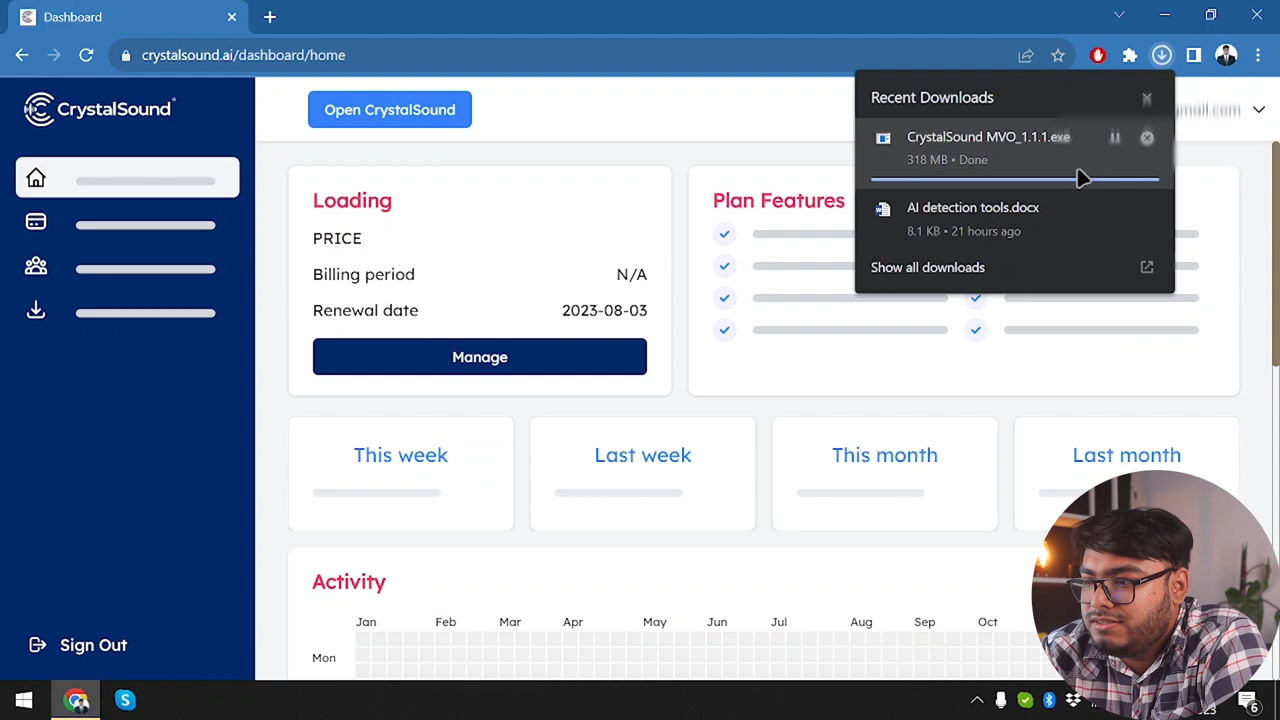 Dashboard
crystalsound.ai/dashboard/home
CrystalSound
Open CrystalSound
gmail.com
Recent Downloads
CrystalSound MVO_1.1.1.exe
318 MB • Done
AI detection tools.docx
8.1 KB • 21 hours ago
Show all downloads
Loading
PRICE
Billing period N/A
Renewal date 2023-08-03
Manage
Plan Features
This week
Last week
This month
Last month
Activity
Jan Feb Mar Apr May Jun Jul Aug Sep Oct
Mon
Sign Out
6